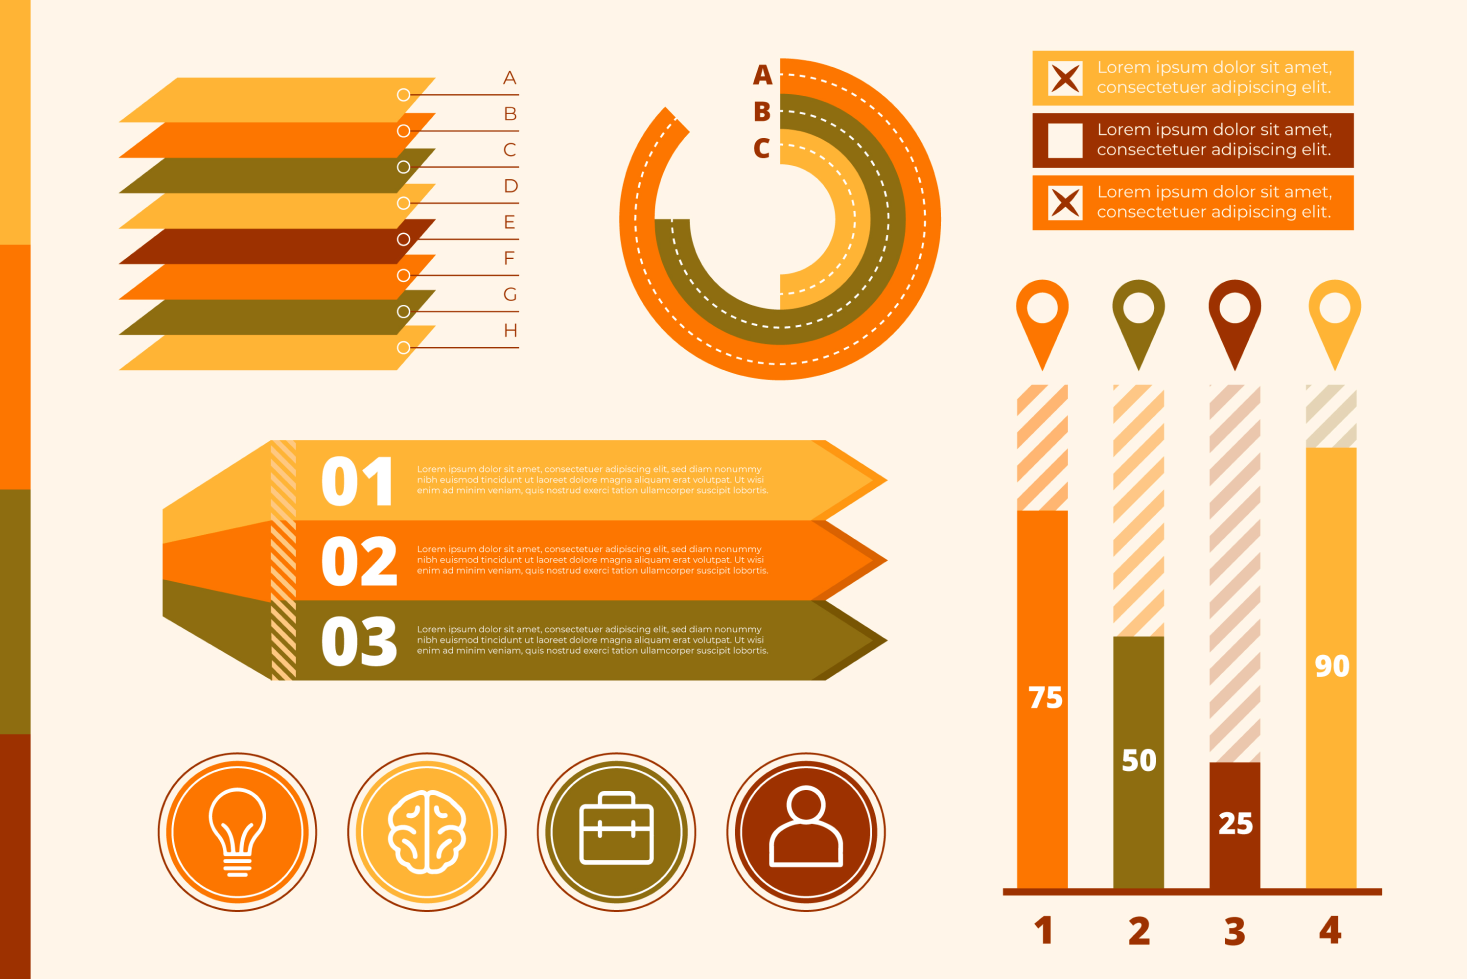 A
B
C
D
E
F
G
H
A
B
C
Lorem ipsum dolor sit amet,
consectetuer adipiscing elit.
Lorem ipsum dolor sit amet,
consectetuer adipiscing elit.
Lorem ipsum dolor sit amet,
consectetuer adipiscing elit.
01
Lorem ipsum dolor sit amet, consectetuer adipiscing elit, sed diam nonummy
nibh euismod tincidunt ut laoreet dolore magna aliquam erat volutpat. Ut wisi
enim ad minim veniam, quis nostrud exerci tation ullamcorper suscipit lobortis.
02
Lorem ipsum dolor sit amet, consectetuer adipiscing elit, sed diam nonummy
nibh euismod tincidunt ut laoreet dolore magna aliquam erat volutpat. Ut wisi
enim ad minim veniam, quis nostrud exerci tation ullamcorper suscipit lobortis.
03
Lorem ipsum dolor sit amet, consectetuer adipiscing elit, sed diam nonummy
nibh euismod tincidunt ut laoreet dolore magna aliquam erat volutpat. Ut wisi
enim ad minim veniam, quis nostrud exerci tation ullamcorper suscipit lobortis.
75
50
25
90
1
2
3
4